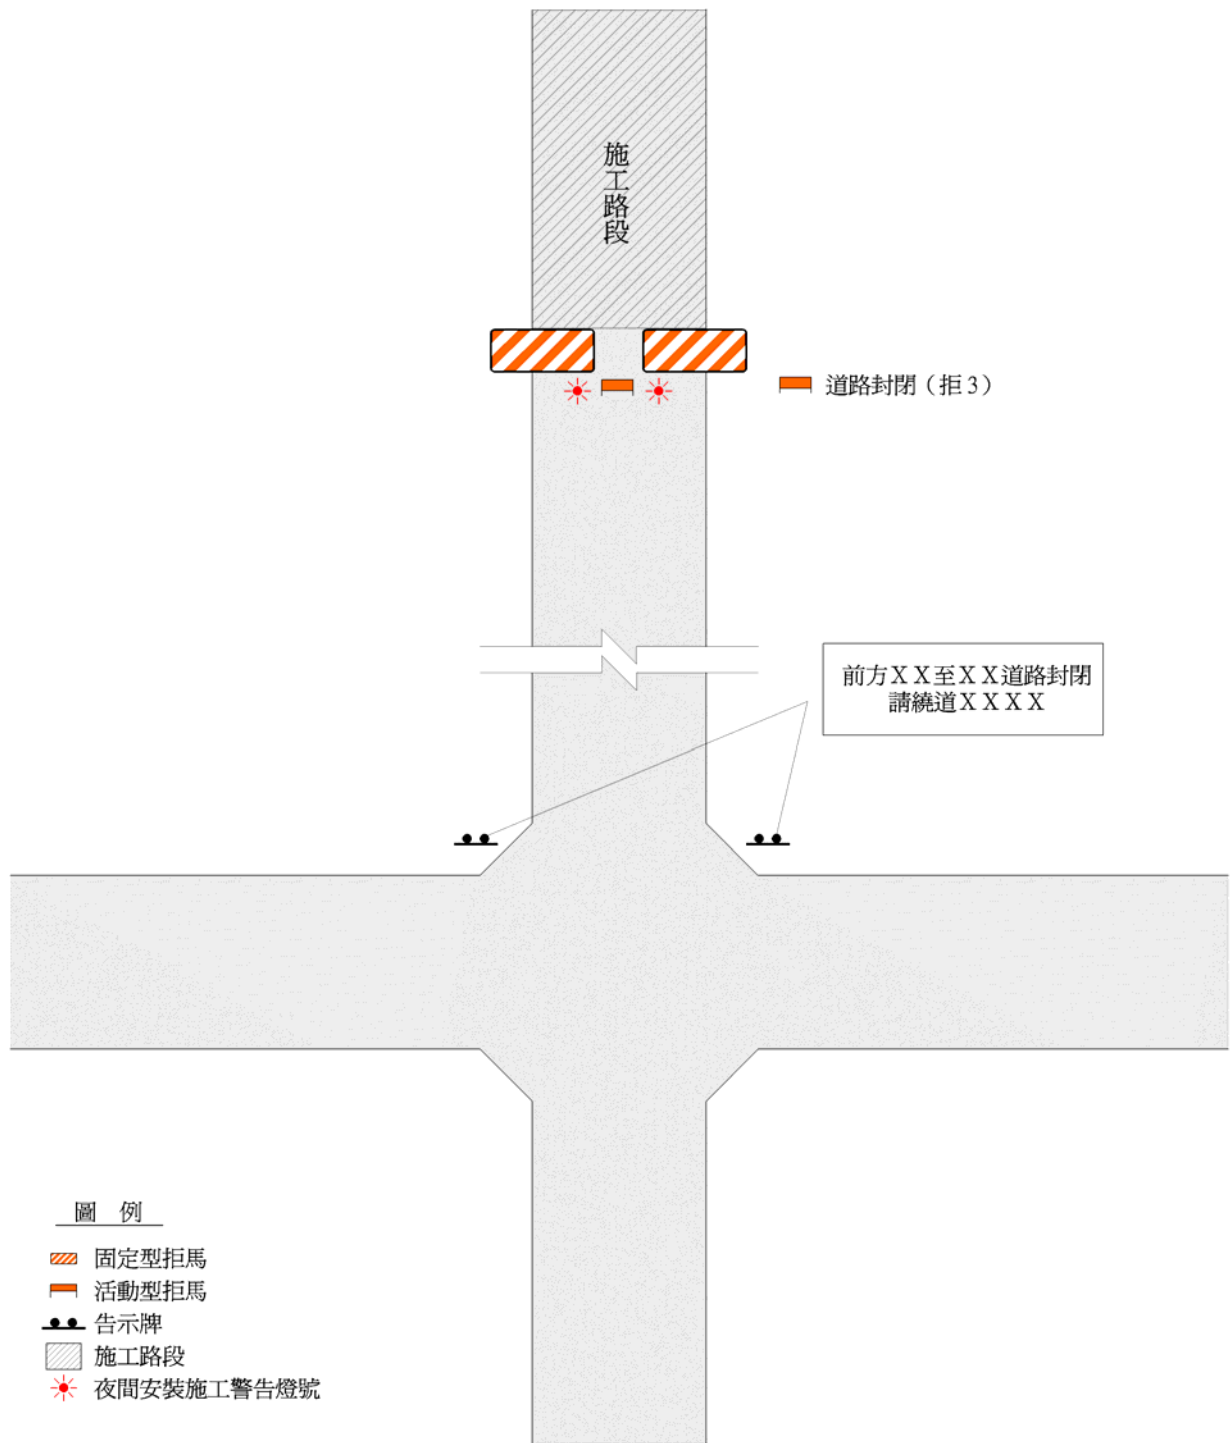 施工路段
道路封閉（拒3）
前方ＸＸ至ＸＸ道路封閉
請繞道ＸＸＸＸ
圖 例
固定型拒馬
活動型拒馬
告示牌
施工路段
夜間安裝施工警告燈號